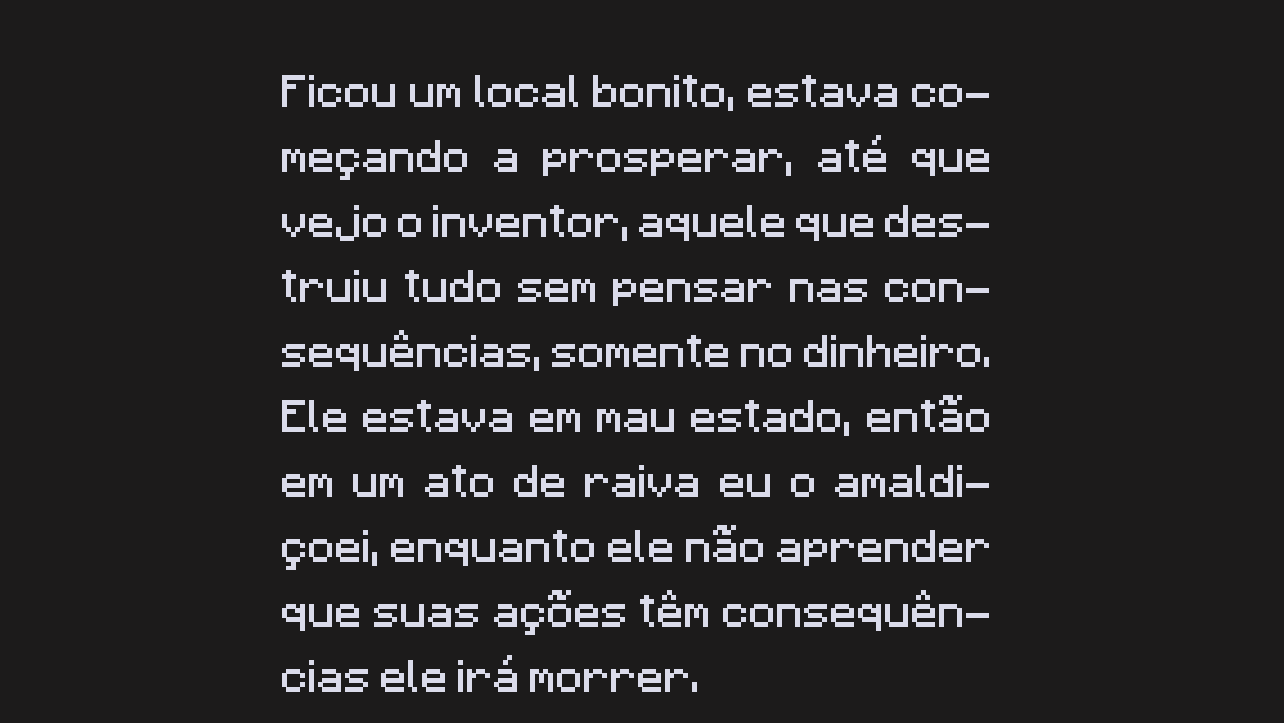 Ficou um local bonito, estava co-
meçando a prosperar, até que
vejo o inventor, aquele que des-
truiu tudo sem pensar nas con-
sequências, somente no dinheiro.
Ele estava em mau estado, então
em um ato de raiva eu o amaldi-
çoei, enquanto ele não aprender
que suas ações têm consequên-
cias ele irá morrer.